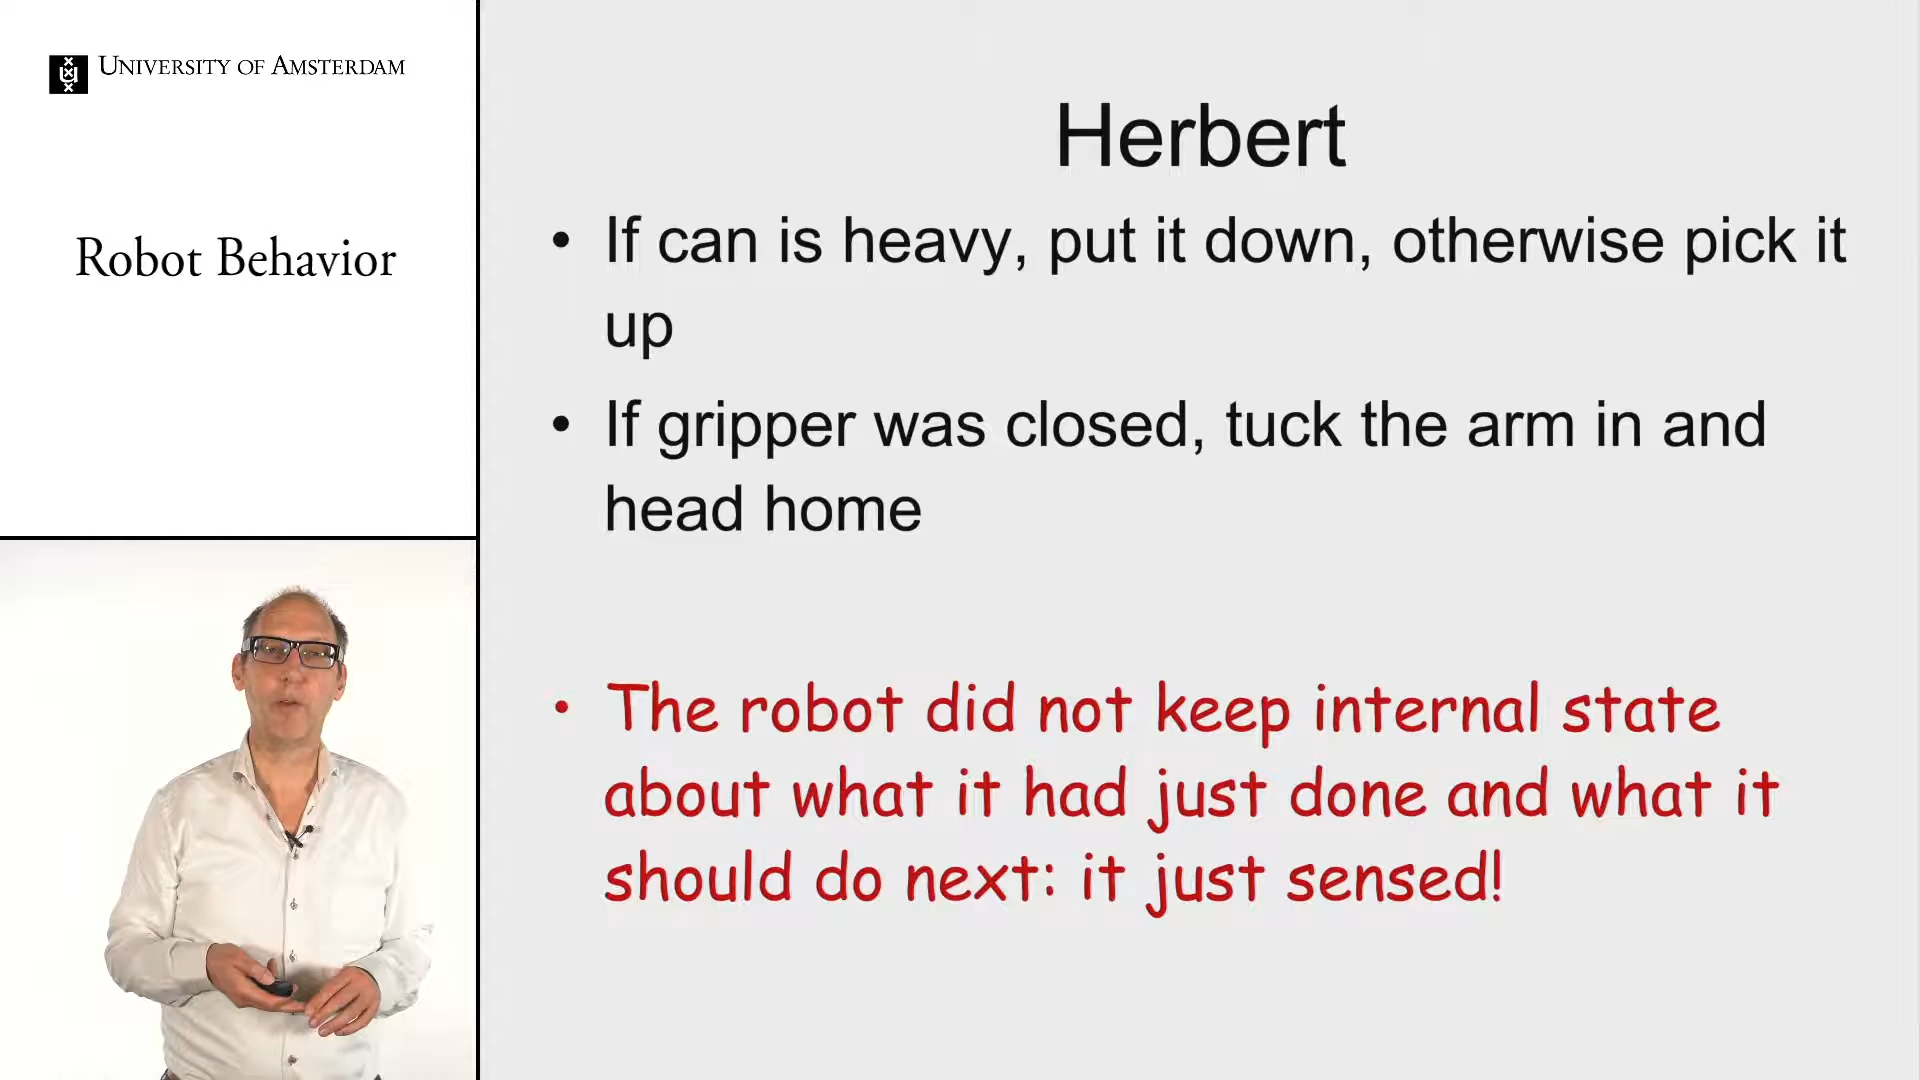 UNIVERSITY OF AMSTERDAM
Robot Behavior
Herbert
• If can is heavy, put it down, otherwise pick it
up
• If gripper was closed, tuck the arm in and
head home
• The robot did not keep internal state
about what it had just done and what it
should do next: it just sensed!